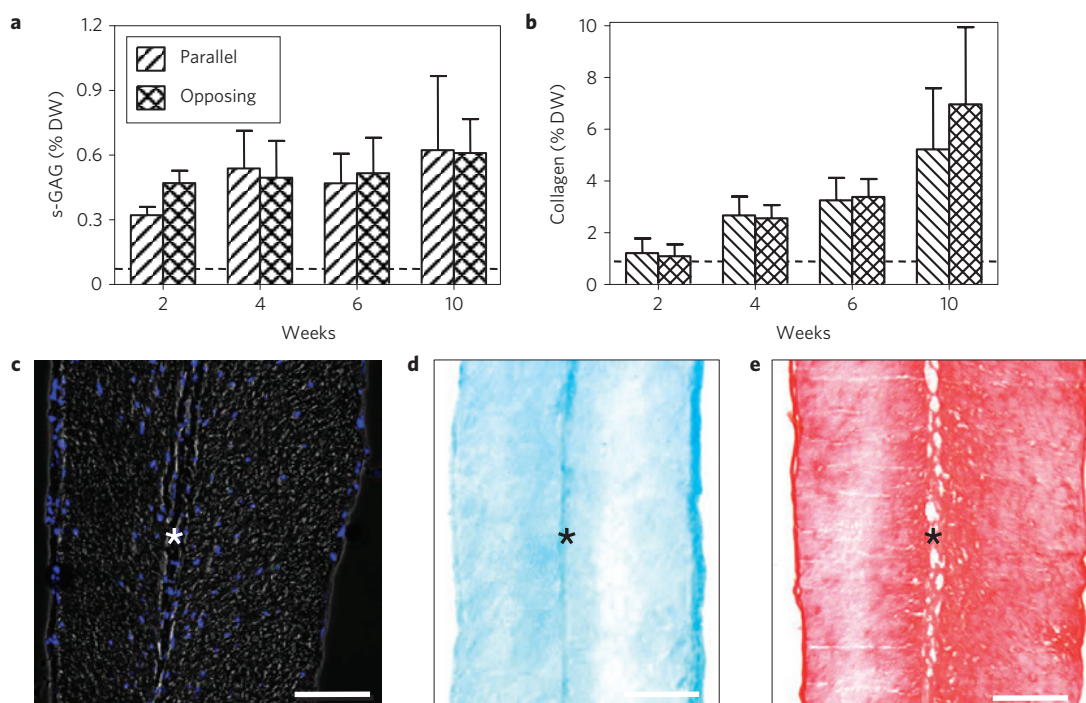 a
1.2
0.9
0.6
0.3
0
s-GAG (% DW)
Parallel
Opposing
2 4 6 10
Weeks
b
10
8
6
4
2
0
Collagen (% DW)
2 4 6 10
Weeks
c
*
d
*
e
*